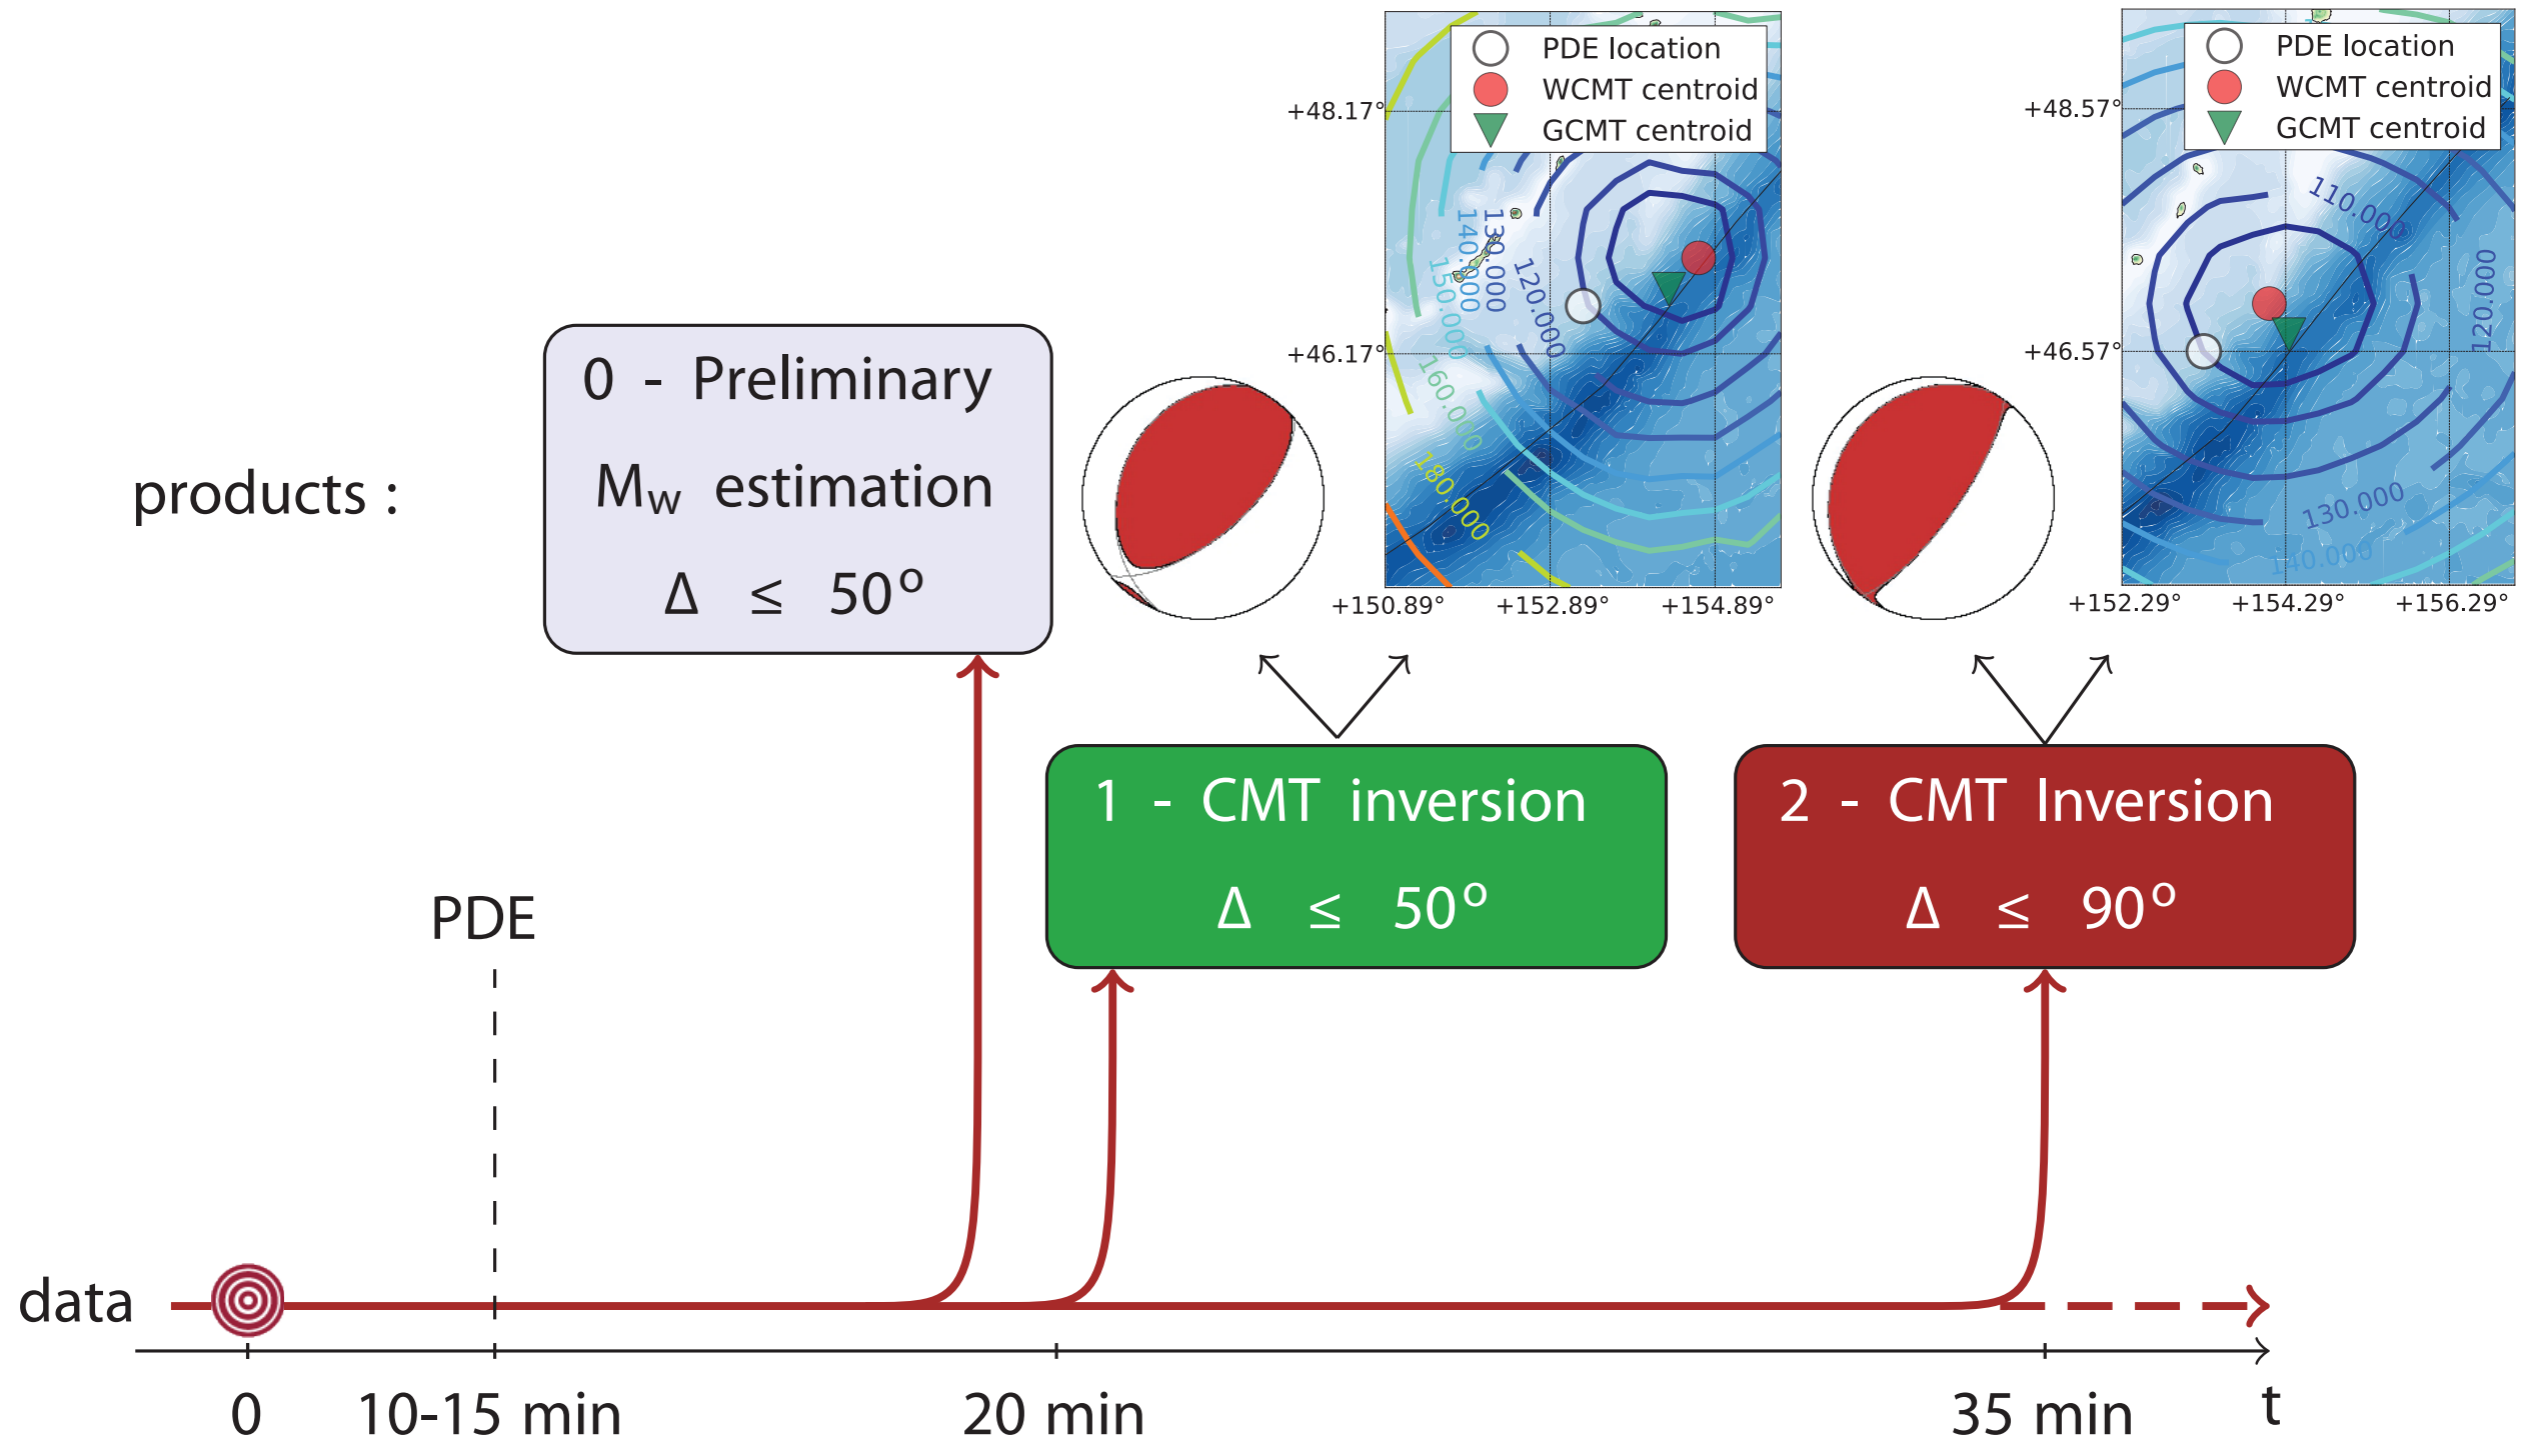 products :
0 - Preliminary
Mw estimation
Δ ≤ 50º
PDE location
WCMT centroid
GCMT centroid
+48.17°
+46.17°
+150.89°
+152.89°
+154.89°
120.000
130.000
140.000
150.000
160.000
180.000
PDE location
WCMT centroid
GCMT centroid
+48.57°
+46.57°
+152.29°
+154.29°
+156.29°
110.000
120.000
130.000
140.000
1 - CMT inversion
Δ ≤ 50º
2 - CMT Inversion
Δ ≤ 90º
PDE
data
0
10-15 min
20 min
35 min
t